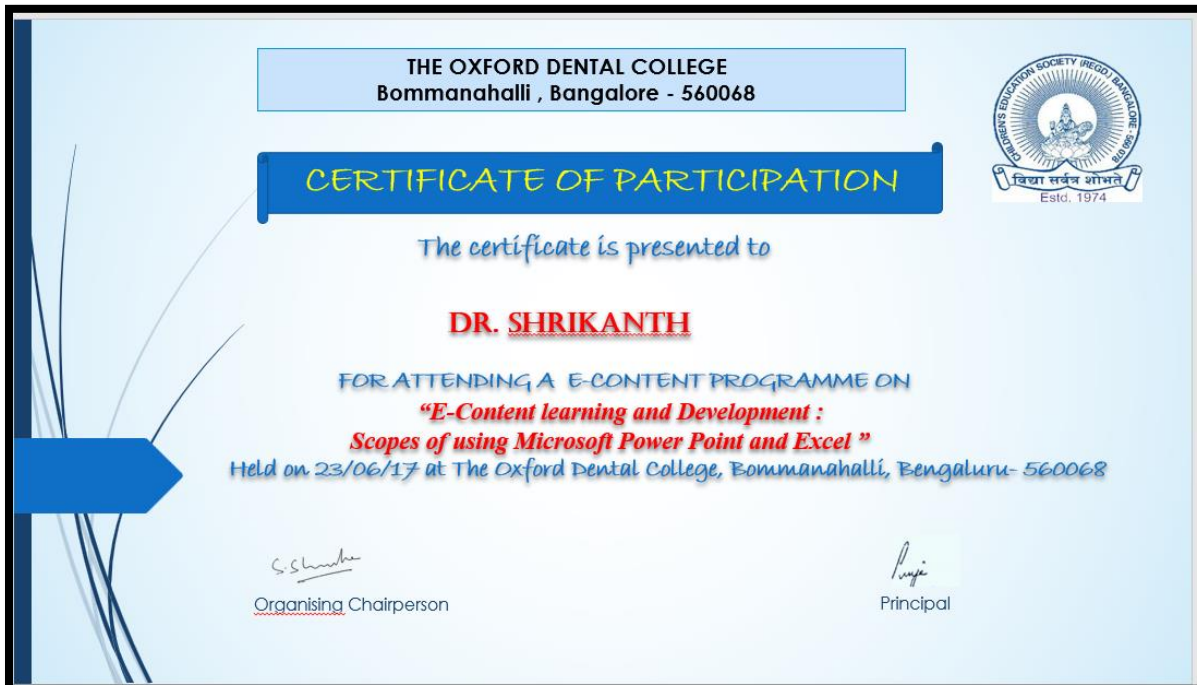 THE OXFORD DENTAL COLLEGE
Bommanahalli , Bangalore - 560068
CHILDREN'S EDUCATION SOCIETY (REGD) BANGALORE - 560 078
विद्या सर्वत्र शोभते
Estd. 1974
CERTIFICATE OF PARTICIPATION
The certificate is presented to
DR. SHRIKANTH
FOR ATTENDING A E-CONTENT PROGRAMME ON
“E-Content learning and Development :
Scopes of using Microsoft Power Point and Excel ”
Held on 23/06/17 at The Oxford Dental College, Bommanahalli, Bengaluru- 560068
Organising Chairperson
Principal